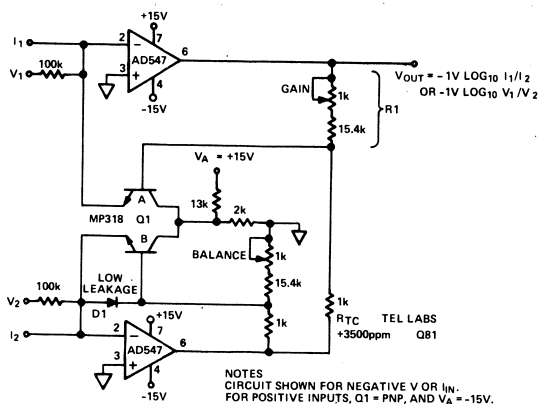 +15V
I1
2
7
6
AD547
V1
100k
3
4
-15V
VOUT = -1V LOG10 I1/I2
OR -1V LOG10 V1/V2
GAIN
1k
R1
15.4k
VA = +15V
A
MP318 Q1
13k
2k
B
BALANCE
1k
LOW
LEAKAGE
15.4k
V2
100k
D1
1k
1k
RTC TEL LABS
+3500ppm Q81
I2
+15V
2
7
6
AD547
3
4
-15V
NOTES
CIRCUIT SHOWN FOR NEGATIVE V OR IIN.
FOR POSITIVE INPUTS, Q1 = PNP, AND VA = -15V.